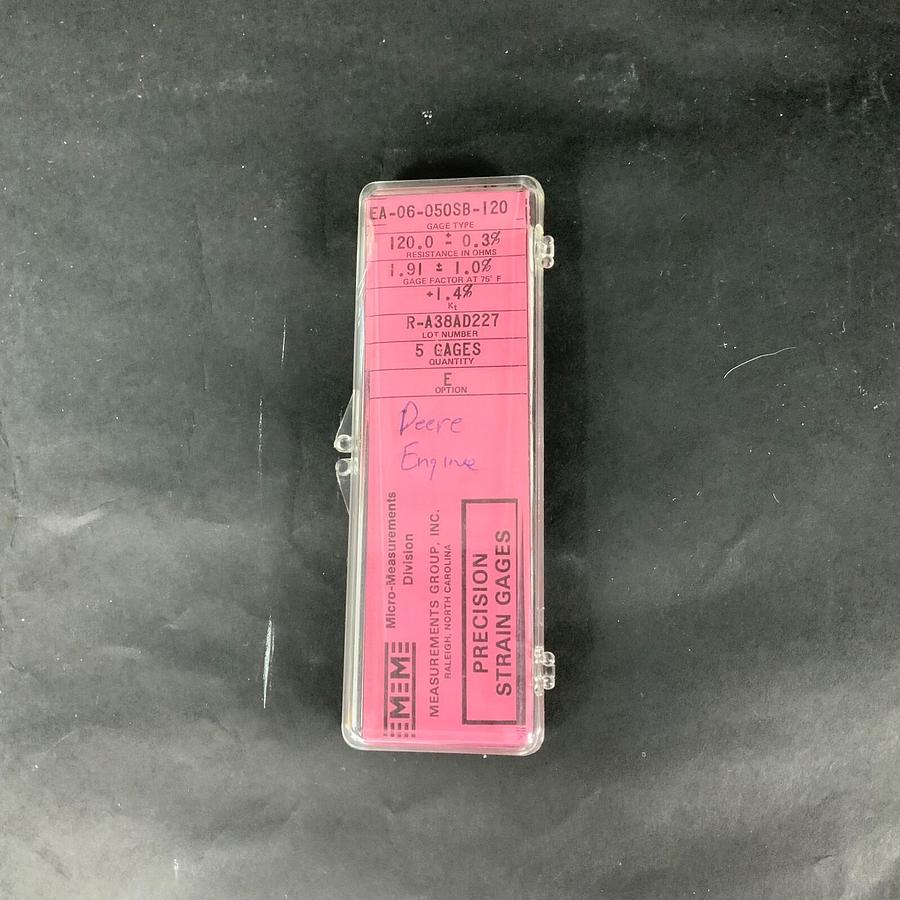 EA-06-050SB-120
GAGE TYPE
120.0 ± 0.3%
RESISTANCE IN OHMS
1.91 ± 1.0%
GAGE FACTOR AT 75° F
+1.4%
Kt
R-A38AD227
LOT NUMBER
5 GAGES
QUANTITY
E
OPTION
Deere
Engine
MM
Micro-Measurements
Division
MEASUREMENTS GROUP, INC.
RALEIGH, NORTH CAROLINA
PRECISION
STRAIN GAGES